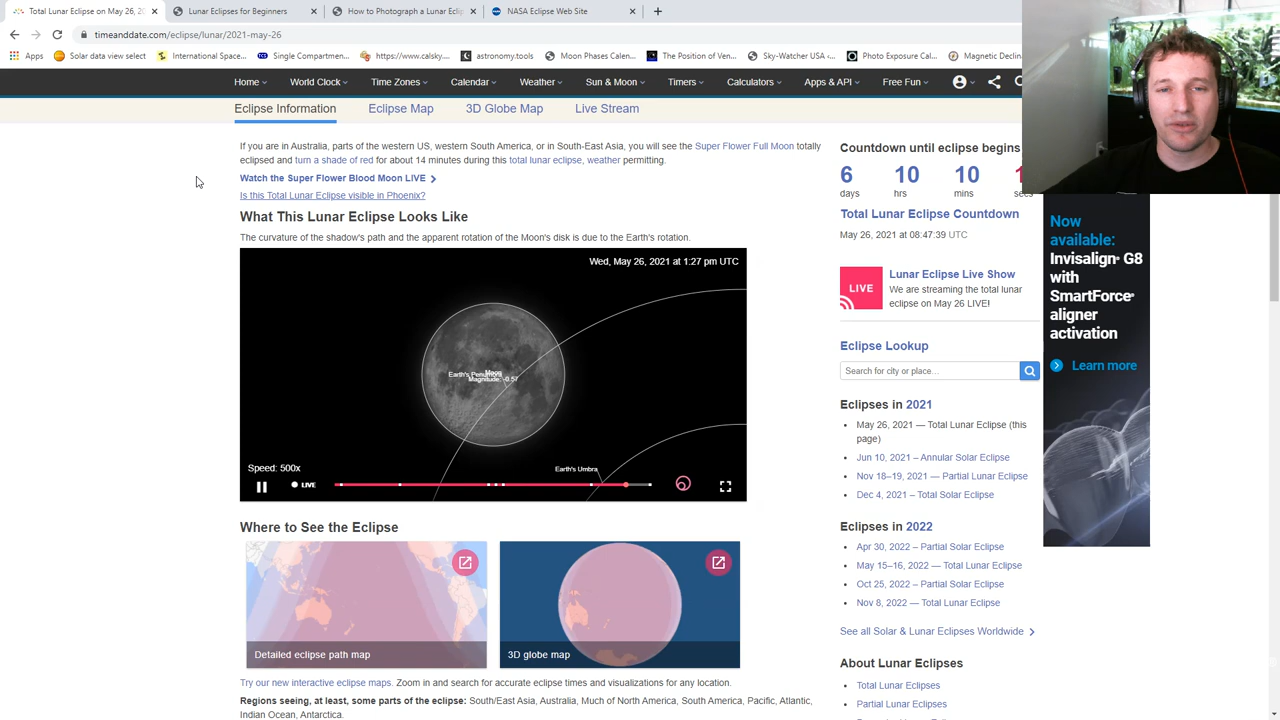 Total Lunar Eclipse on May 26, 20
Lunar Eclipses for Beginners
How to Photograph a Lunar Ecli
NASA Eclipse Web Site
timeanddate.com/eclipse/lunar/2021-may-26
Apps
Solar data view select
International Space...
Single Compartmen...
https://www.calsky...
astronomy.tools
Moon Phases Calen...
The Position of Ven...
Sky-Watcher USA
Photo Exposure Cal...
Magnetic Declin
Home
World Clock
Time Zones
Calendar
Weather
Sun & Moon
Timers
Calculators
Apps & API
Free Fun
Eclipse Information
Eclipse Map
3D Globe Map
Live Stream
If you are in Australia, parts of the western US, western South America, or in South-East Asia, you will see the Super Flower Full Moon totally
eclipsed and turn a shade of red for about 14 minutes during this total lunar eclipse, weather permitting.
Watch the Super Flower Blood Moon LIVE
Is this Total Lunar Eclipse visible in Phoenix?
What This Lunar Eclipse Looks Like
The curvature of the shadow's path and the apparent rotation of the Moon's disk is due to the Earth's rotation.
Wed, May 26, 2021 at 1:27 pm UTC
Moon
Earth's Penumbra
Magnitude: -0.57
Earth's Umbra
Speed: 500x
LIVE
Where to See the Eclipse
Detailed eclipse path map
3D globe map
Try our new interactive eclipse maps. Zoom in and search for accurate eclipse times and visualizations for any location.
Regions seeing, at least, some parts of the eclipse: South/East Asia, Australia, Much of North America, South America, Pacific, Atlantic,
Indian Ocean, Antarctica.
Countdown until eclipse begins
6 10 10
days hrs mins secs
Total Lunar Eclipse Countdown
May 26, 2021 at 08:47:39 UTC
LIVE
Lunar Eclipse Live Show
We are streaming the total lunar
eclipse on May 26 LIVE!
Eclipse Lookup
Search for city or place...
Eclipses in 2021
May 26, 2021 — Total Lunar Eclipse (this
page)
Jun 10, 2021 – Annular Solar Eclipse
Nov 18–19, 2021 — Partial Lunar Eclipse
Dec 4, 2021 – Total Solar Eclipse
Eclipses in 2022
Apr 30, 2022 – Partial Solar Eclipse
May 15–16, 2022 — Total Lunar Eclipse
Oct 25, 2022 – Partial Solar Eclipse
Nov 8, 2022 — Total Lunar Eclipse
See all Solar & Lunar Eclipses Worldwide
About Lunar Eclipses
Total Lunar Eclipses
Partial Lunar Eclipses
Now
available:
Invisalign® G8
with
SmartForce®
aligner
activation
Learn more